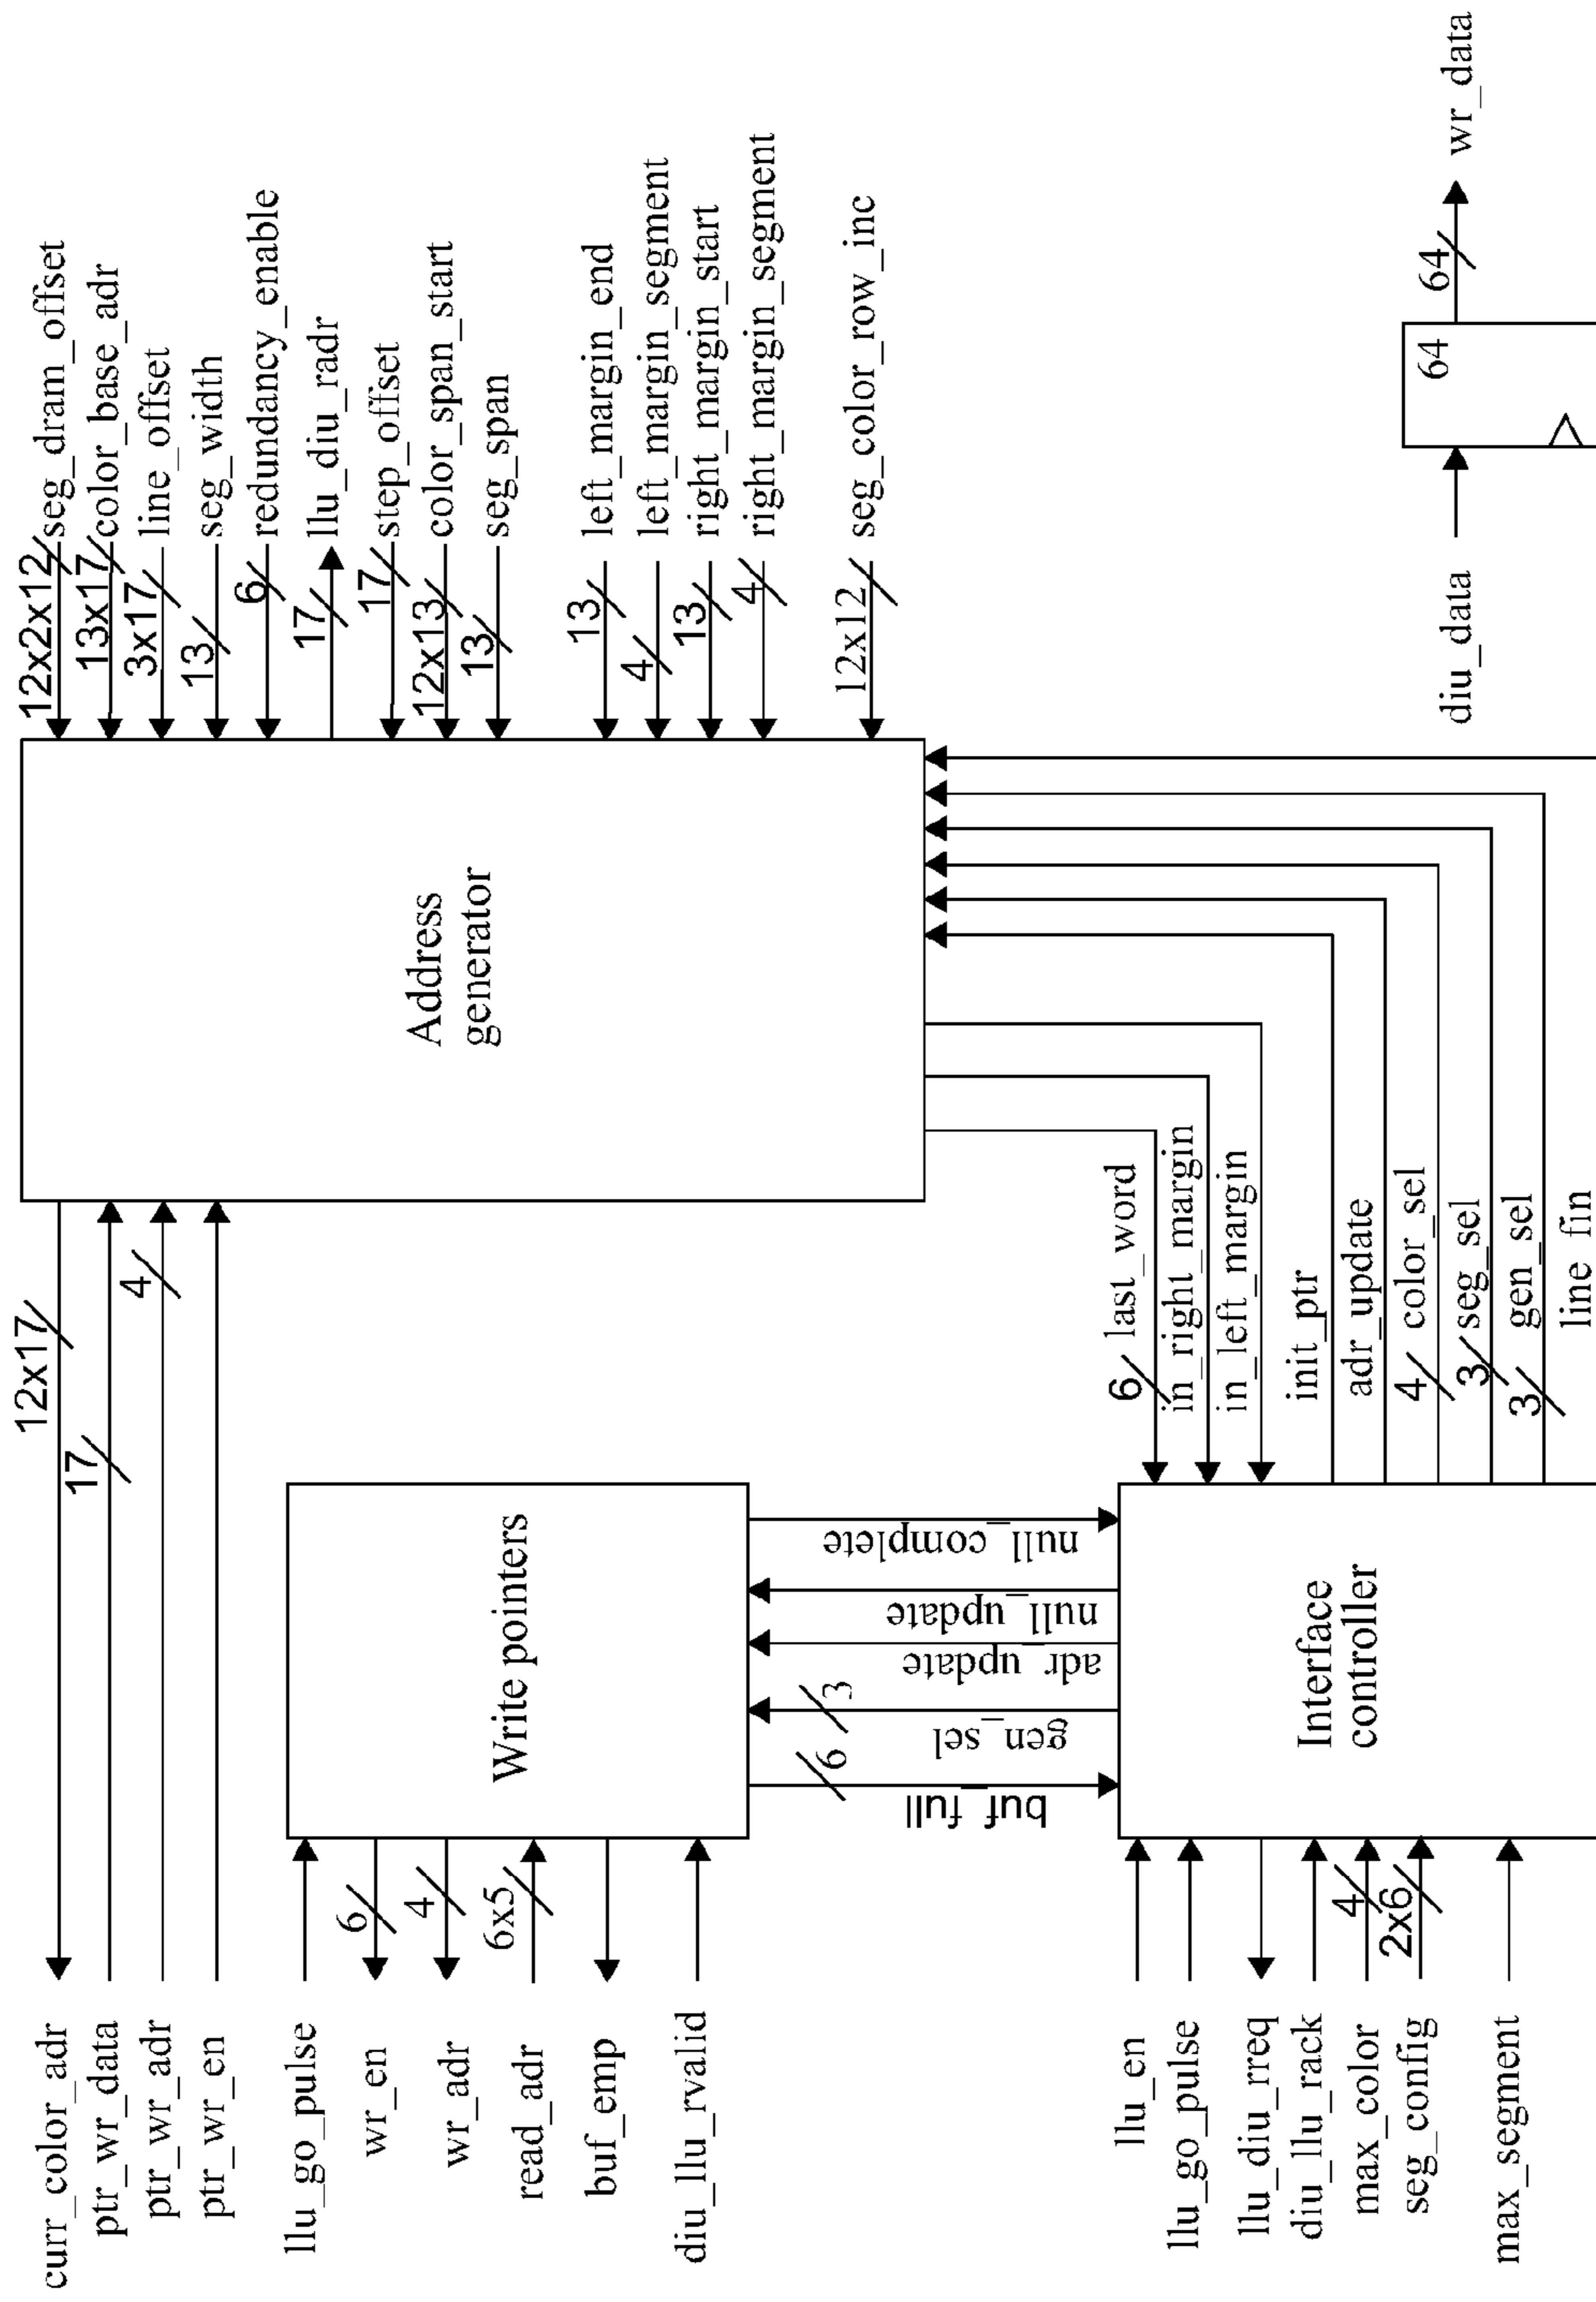 curr_color_adr
12x17
ptr_wr_data
17
ptr_wr_adr
4
ptr_wr_en
12x2x12
seg_dram_offset
13x17
color_base_adr
3x17
line_offset
13
seg_width
6
redundancy_enable
17
llu_diu_radr
17
step_offset
12x13
color_span_start
13
seg_span
13
left_margin_end
4
left_margin_segment
13
right_margin_start
4
right_margin_segment
12x12
seg_color_row_inc
Address
generator
llu_go_pulse
wr_en
6
wr_adr
4
read_adr
6x5
buf_emp
diu_llu_rvalid
Write pointers
null_complete
null_update
adr_update
3
gen_sel
6
buf_full
6
last_word
in_right_margin
in_left_margin
init_ptr
adr_update
4
color_sel
3
seg_sel
3
gen_sel
line_fin
llu_en
llu_go_pulse
llu_diu_rreq
diu_llu_rack
max_color
4
seg_config
2x6
max_segment
Interface
controller
diu_data
64
64
wr_data